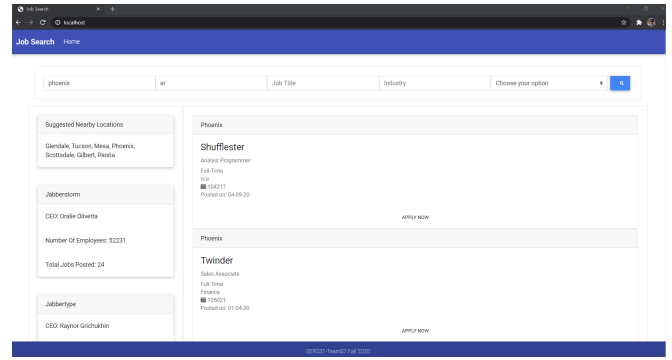 Job Search
localhost
Job Search Home
phoenix
er
Job Title
Industry
Choose your option
Suggested Nearby Locations
Glendale, Tucson, Mesa, Phoenix,
Scottsdale, Gilbert, Peoria
Jabberstorm
CEO: Oralie Olivetta
Number Of Employees: 52231
Total Jobs Posted: 24
Jabbertype
CEO: Raynor Grichukhin
Phoenix
Shufflester
Analyst Programmer
Full-Time
n/a
104217
Posted on: 04-09-20
APPLY NOW
Phoenix
Twinder
Sales Associate
Full-Time
Finance
105021
Posted on: 01-04-20
APPLY NOW
SER531-Team07 Fall 2020